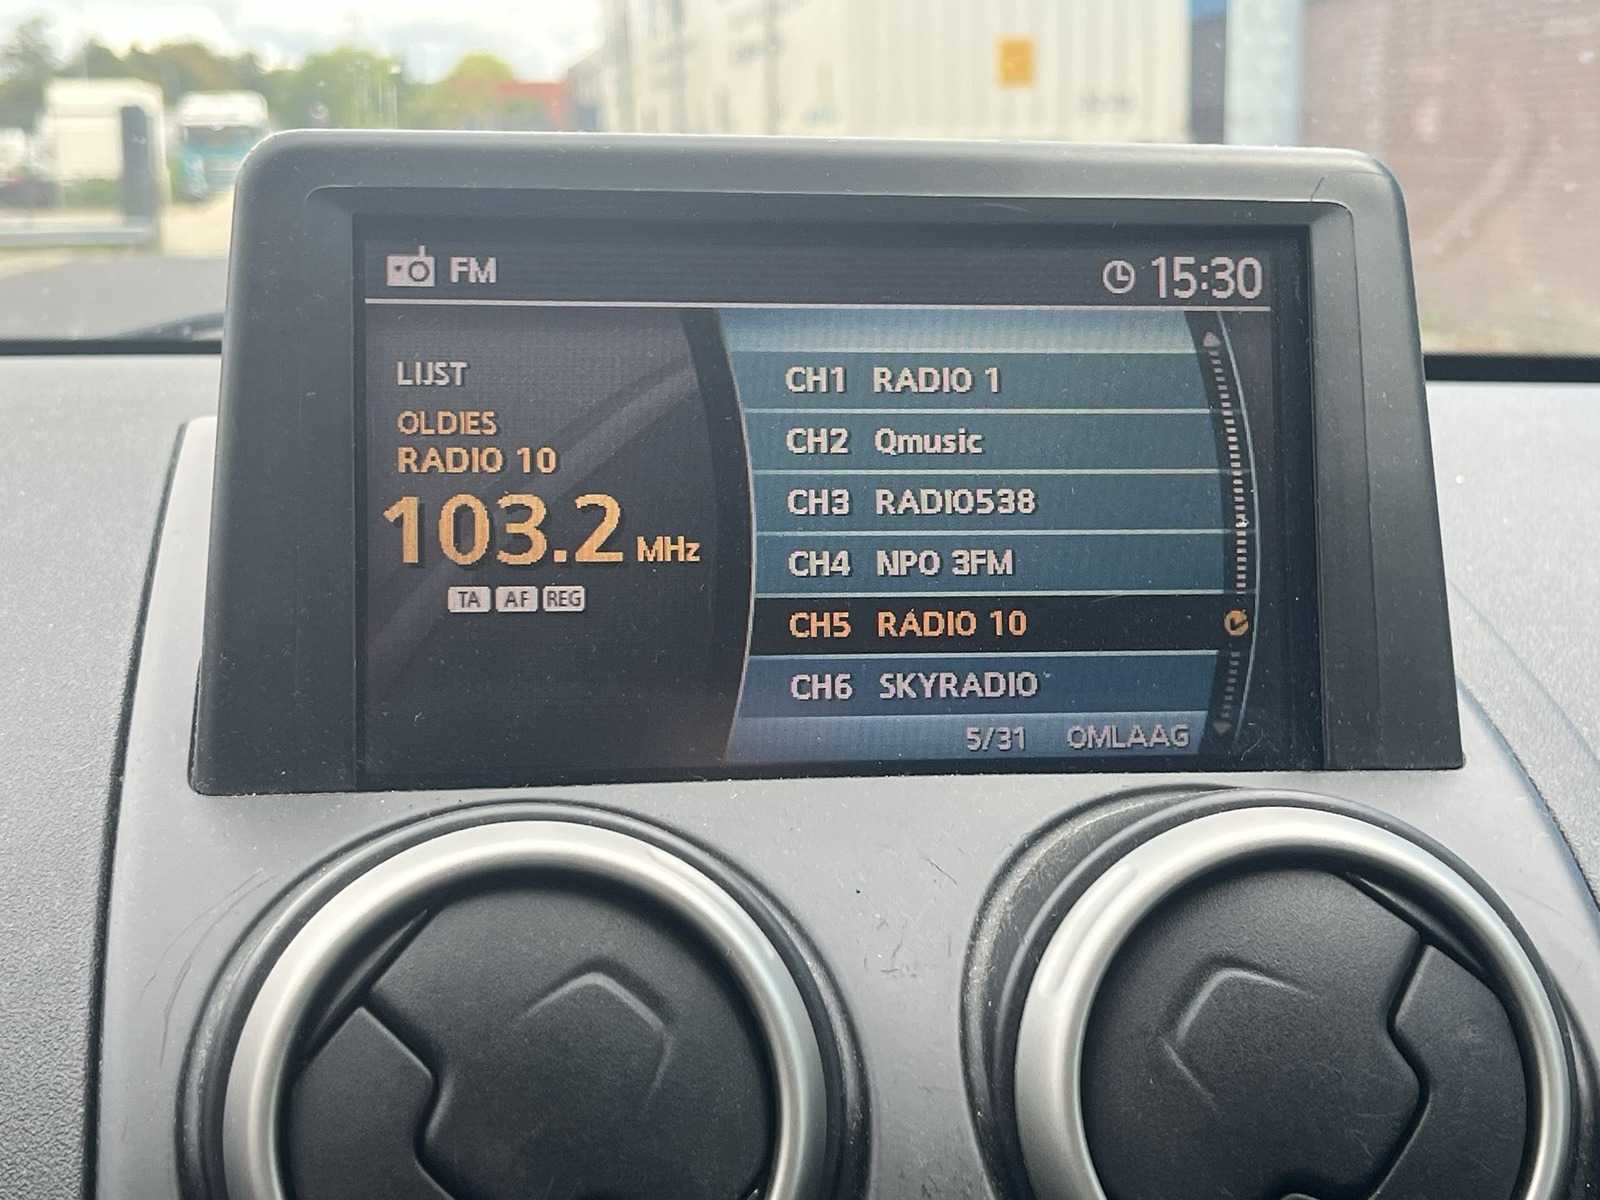 FM
15:30
LIJST
OLDIES
RADIO 10
103.2 MHz
TA AF REG
CH1 RADIO 1
CH2 Qmusic
CH3 RADIO538
CH4 NPO 3FM
CH5 RADIO 10
CH6 SKYRADIO
5/31 OMLAAG